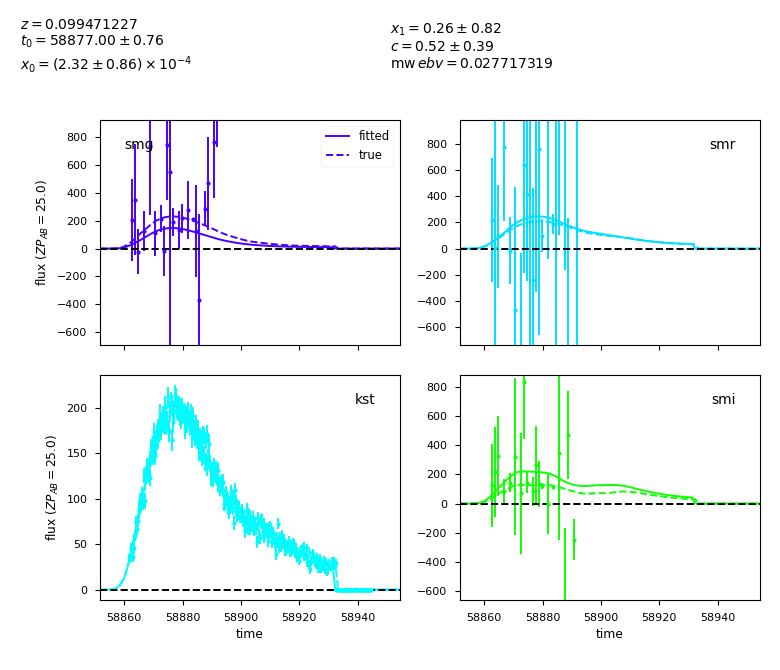 z = 0.099471227
t₀ = 58877.00 ± 0.76
x₀ = (2.32 ± 0.86) × 10⁻⁴
x₁ = 0.26 ± 0.82
c = 0.52 ± 0.39
mw ebv = 0.027717319
smg
fitted
true
800
600
400
200
0
−200
−400
−600
flux (ZP_AB = 25.0)
smr
800
600
400
200
0
−200
−400
−600
kst
200
150
100
50
0
flux (ZP_AB = 25.0)
58860 58880 58900 58920 58940
time
smi
800
600
400
200
0
−200
−400
−600
58860 58880 58900 58920 58940
time